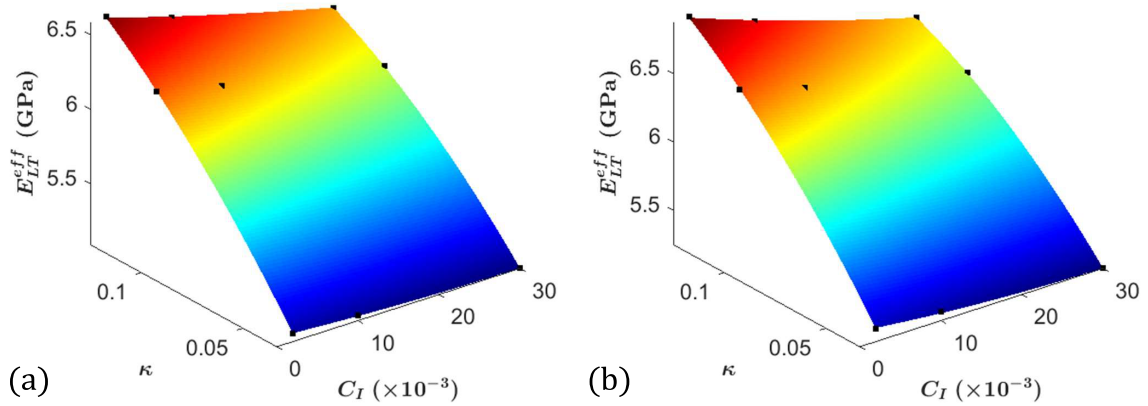 6.5
6
5.5
E_{LT}^{eff} (GPa)
0.1
0.05
κ
0
10
20
30
C_I (×10^{-3})
(a)
6.5
6
5.5
E_{LT}^{eff} (GPa)
0.1
0.05
κ
0
10
20
30
C_I (×10^{-3})
(b)